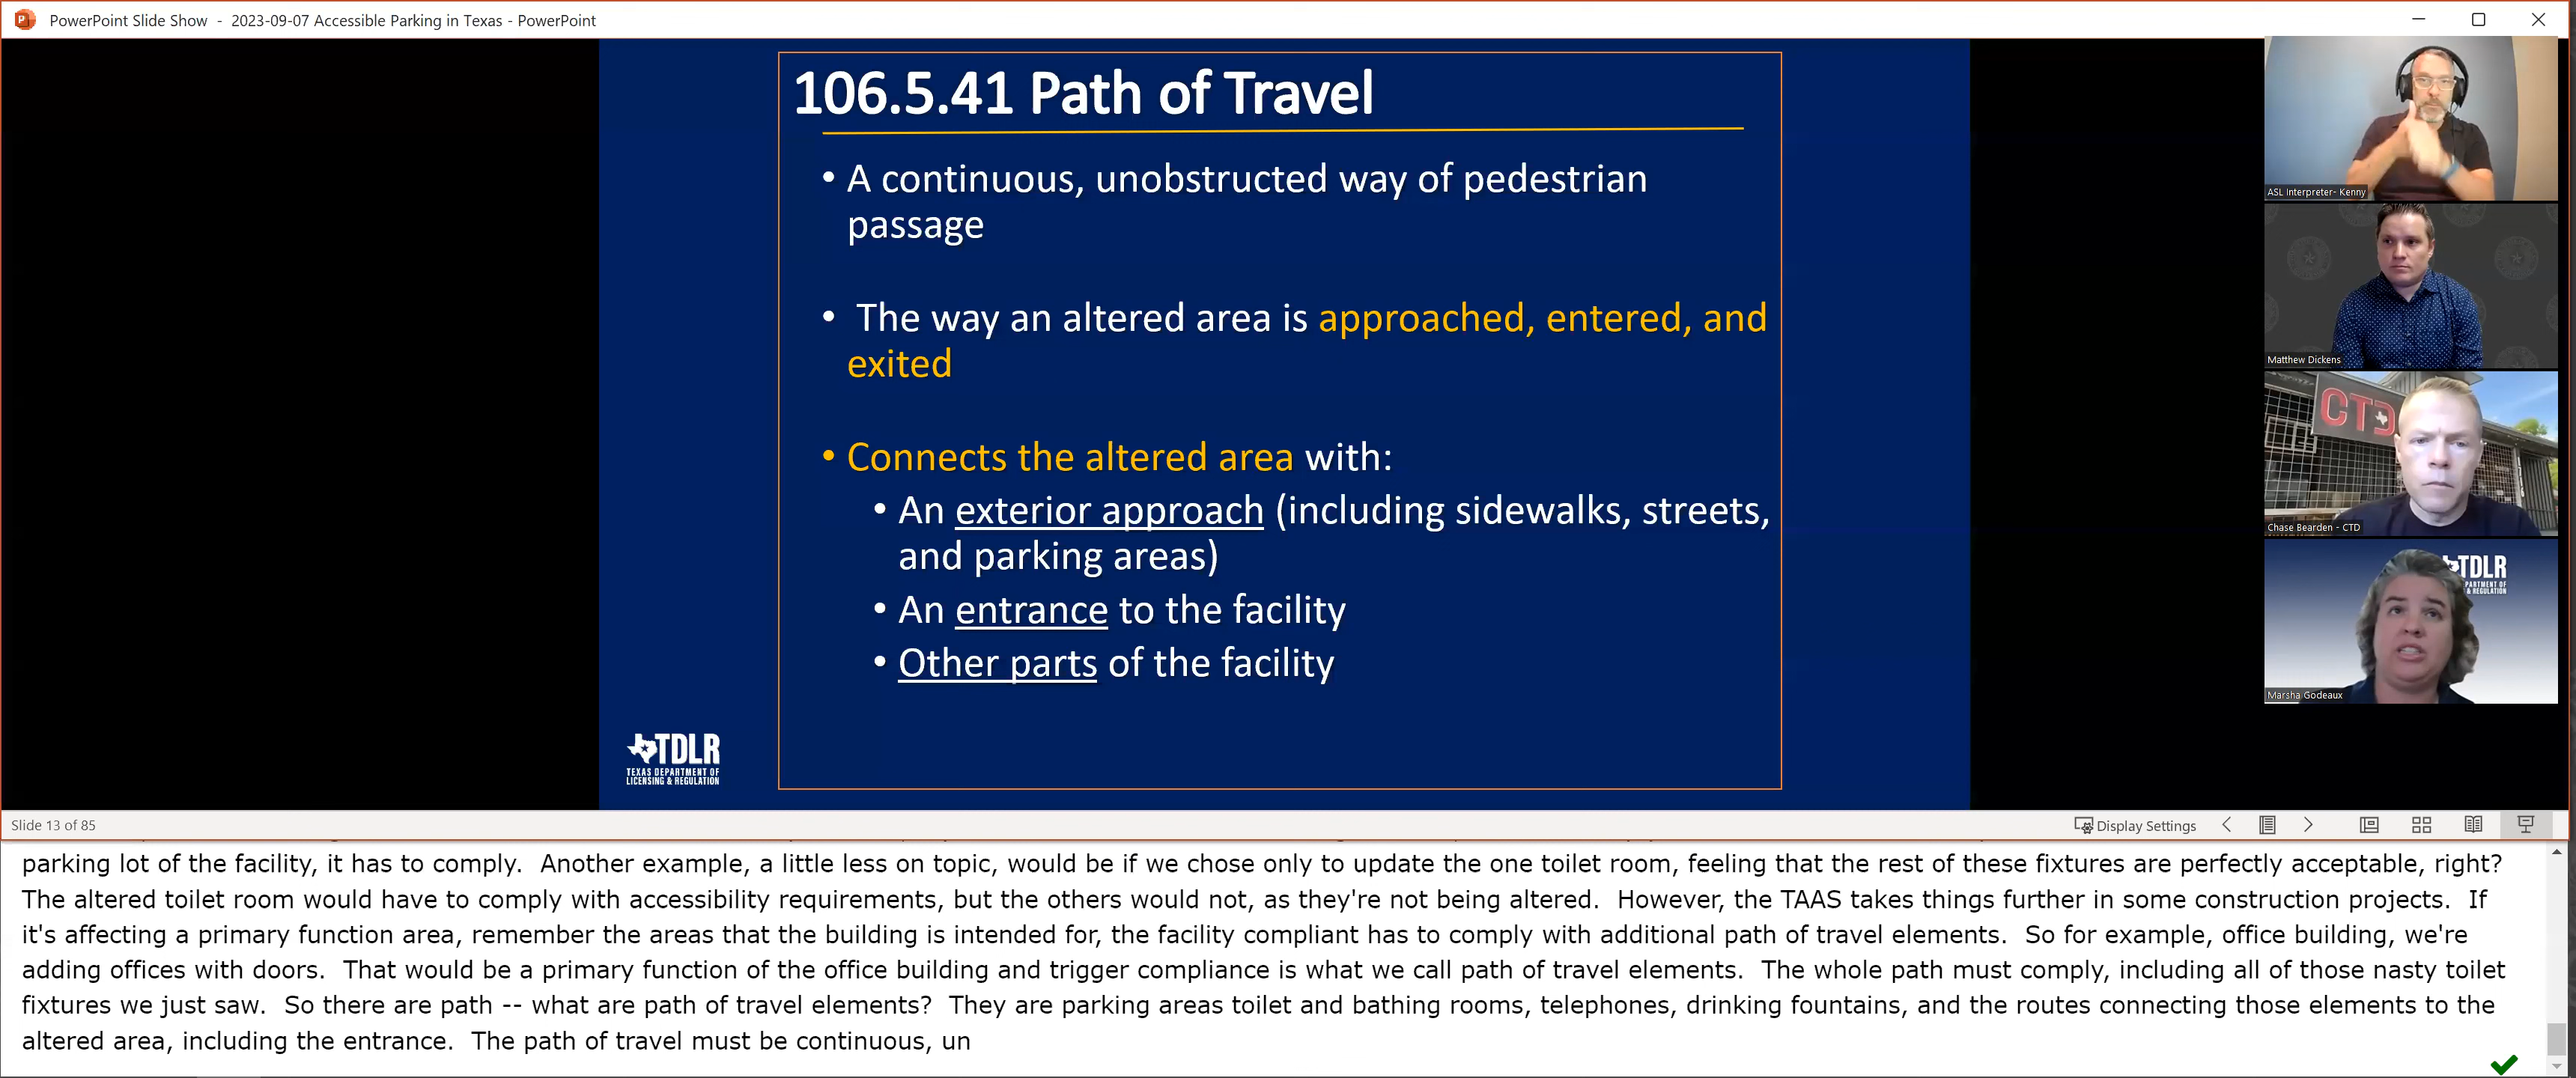 PowerPoint Slide Show - 2023-09-07 Accessible Parking in Texas - PowerPoint
106.5.41 Path of Travel
• A continuous, unobstructed way of pedestrian
passage
• The way an altered area is approached, entered, and
exited
• Connects the altered area with:
• An exterior approach (including sidewalks, streets,
and parking areas)
• An entrance to the facility
• Other parts of the facility
TDLR
TEXAS DEPARTMENT OF
LICENSING & REGULATION
ASL Interpreter- Kenny
Matthew Dickens
CTD
Chase Bearden - CTD
TDLR
PARTMENT OF
& REGULATION
Marsha Godeaux
Slide 13 of 85
Display Settings
parking lot of the facility, it has to comply.  Another example, a little less on topic, would be if we chose only to update the one toilet room, feeling that the rest of these fixtures are perfectly acceptable, right?
The altered toilet room would have to comply with accessibility requirements, but the others would not, as they're not being altered.  However, the TAAS takes things further in some construction projects.  If
it's affecting a primary function area, remember the areas that the building is intended for, the facility compliant has to comply with additional path of travel elements.  So for example, office building, we're
adding offices with doors.  That would be a primary function of the office building and trigger compliance is what we call path of travel elements.  The whole path must comply, including all of those nasty toilet
fixtures we just saw.  So there are path -- what are path of travel elements?  They are parking areas toilet and bathing rooms, telephones, drinking fountains, and the routes connecting those elements to the
altered area, including the entrance.  The path of travel must be continuous, un